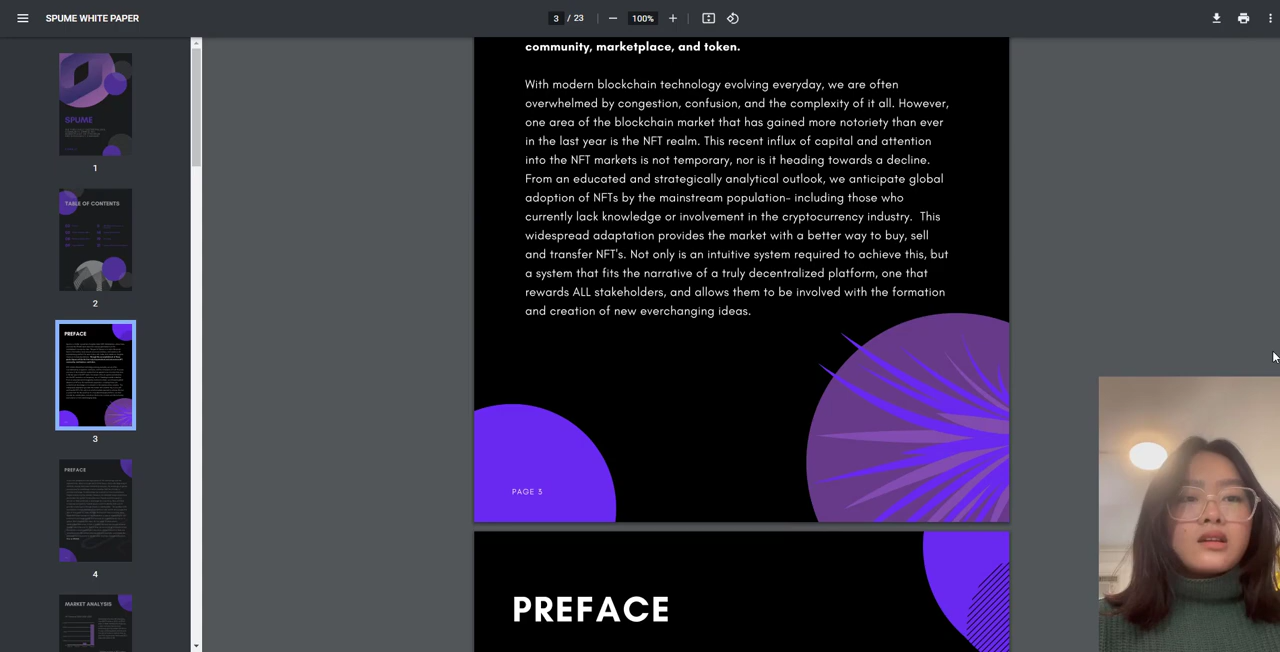 SPUME WHITE PAPER
3 / 23
100%
community, marketplace, and token.
With modern blockchain technology evolving everyday, we are often
overwhelmed by congestion, confusion, and the complexity of it all. However,
one area of the blockchain market that has gained more notoriety than ever
in the last year is the NFT realm. This recent influx of capital and attention
into the NFT markets is not temporary, nor is it heading towards a decline.
From an educated and strategically analytical outlook, we anticipate global
adoption of NFTs by the mainstream population- including those who
currently lack knowledge or involvement in the cryptocurrency industry.  This
widespread adaptation provides the market with a better way to buy, sell
and transfer NFT's. Not only is an intuitive system required to achieve this, but
a system that fits the narrative of a truly decentralized platform, one that
rewards ALL stakeholders, and allows them to be involved with the formation
and creation of new everchanging ideas.
PAGE 3
PREFACE
SPUME
1
TABLE OF CONTENTS
2
PREFACE
3
PREFACE
4
MARKET ANALYSIS